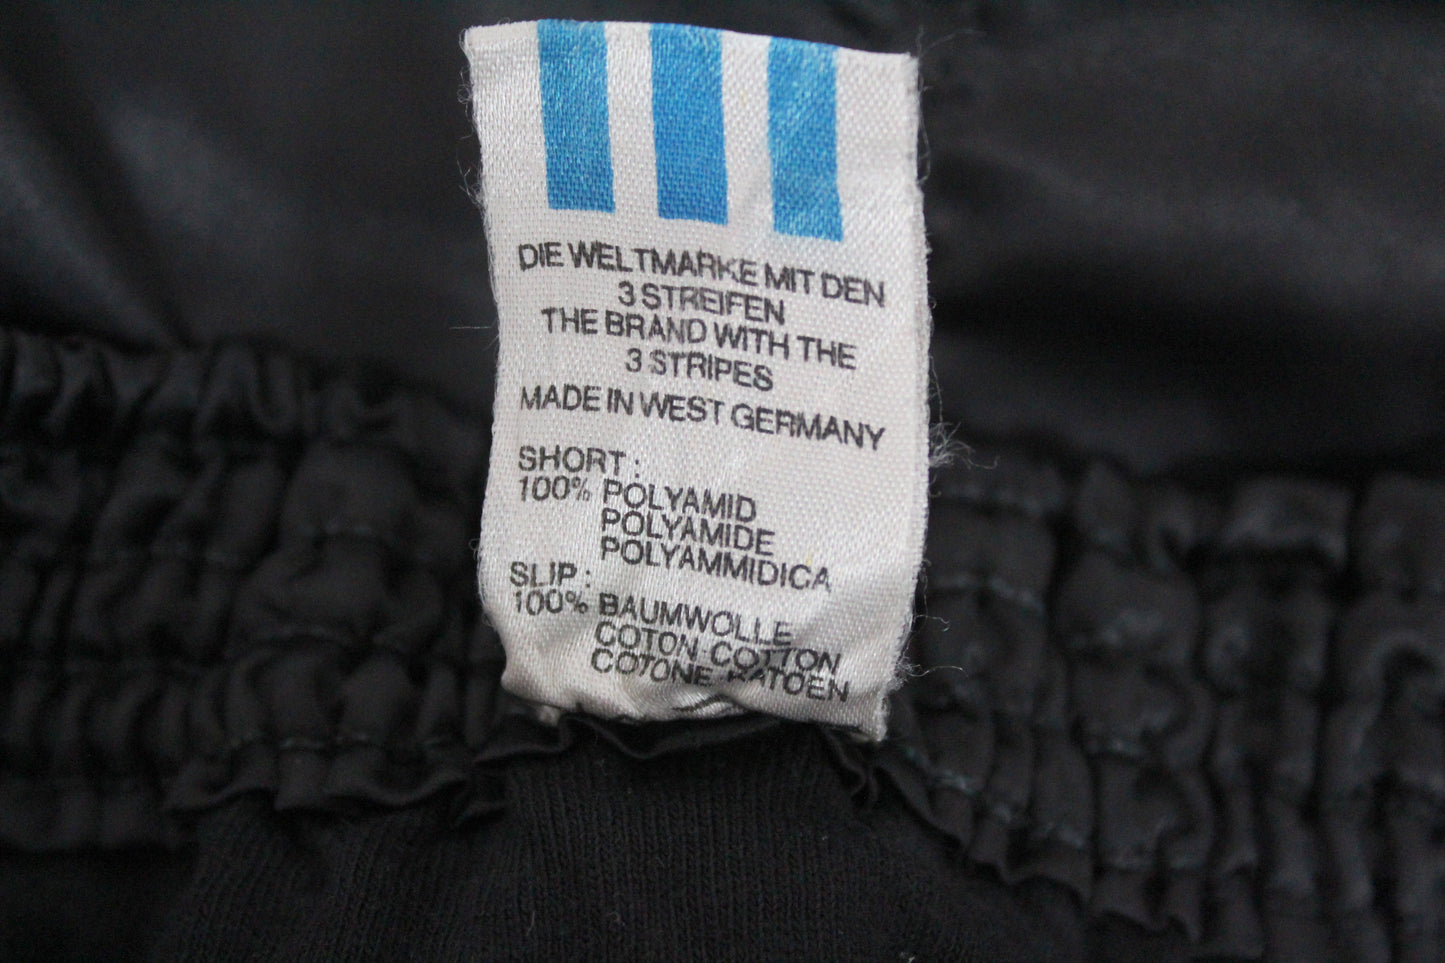 DIE WELTMARKE MIT DEN
3 STREIFEN
THE BRAND WITH THE
3 STRIPES
MADE IN WEST GERMANY
SHORT :
100% POLYAMID
POLYAMIDE
POLYAMMIDICA
SLIP :
100% BAUMWOLLE
COTON COTTON
COTONE KATOEN